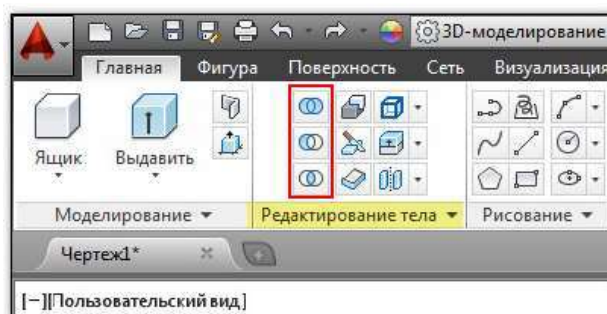 3D-моделирование
Главная Фигура Поверхность Сеть Визуализация
Ящик Выдавить
Моделирование Редактирование тела Рисование
Чертеж1*
[−][Пользовательский вид]